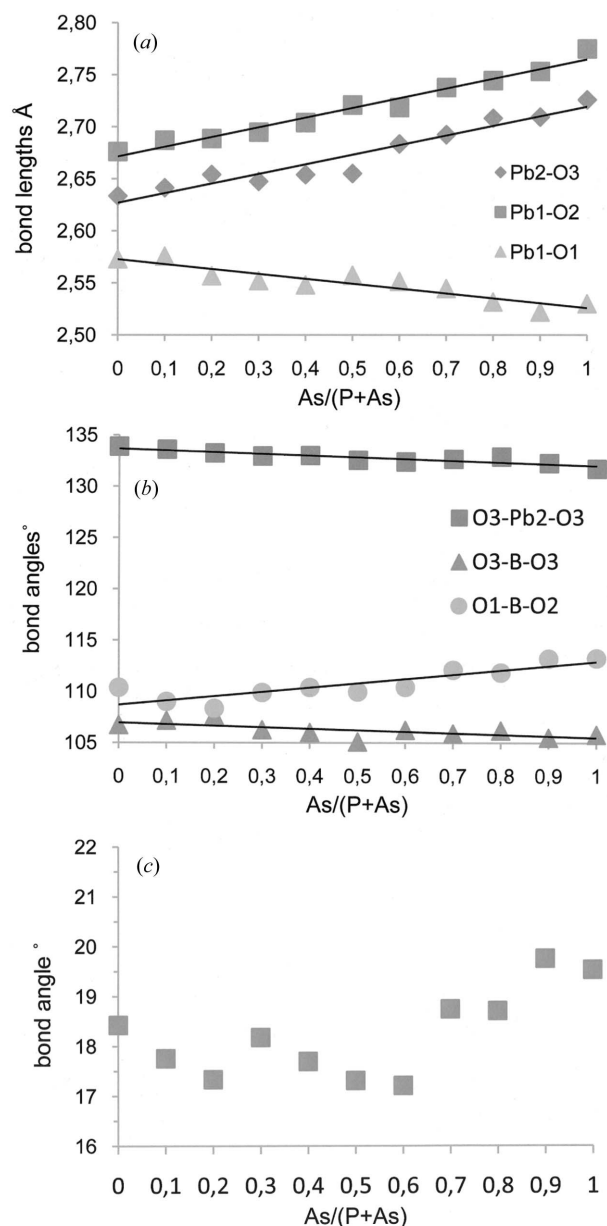 (a)
2,80
2,75
2,70
2,65
2,60
2,55
2,50
bond lengths Å
Pb2-O3
Pb1-O2
Pb1-O1
0 0,1 0,2 0,3 0,4 0,5 0,6 0,7 0,8 0,9 1
As/(P+As)
(b)
135
130
125
120
115
110
105
bond angles°
O3-Pb2-O3
O3-B-O3
O1-B-O2
0 0,1 0,2 0,3 0,4 0,5 0,6 0,7 0,8 0,9 1
As/(P+As)
(c)
22
21
20
19
18
17
16
bond angle °
0 0,1 0,2 0,3 0,4 0,5 0,6 0,7 0,8 0,9 1
As/(P+As)